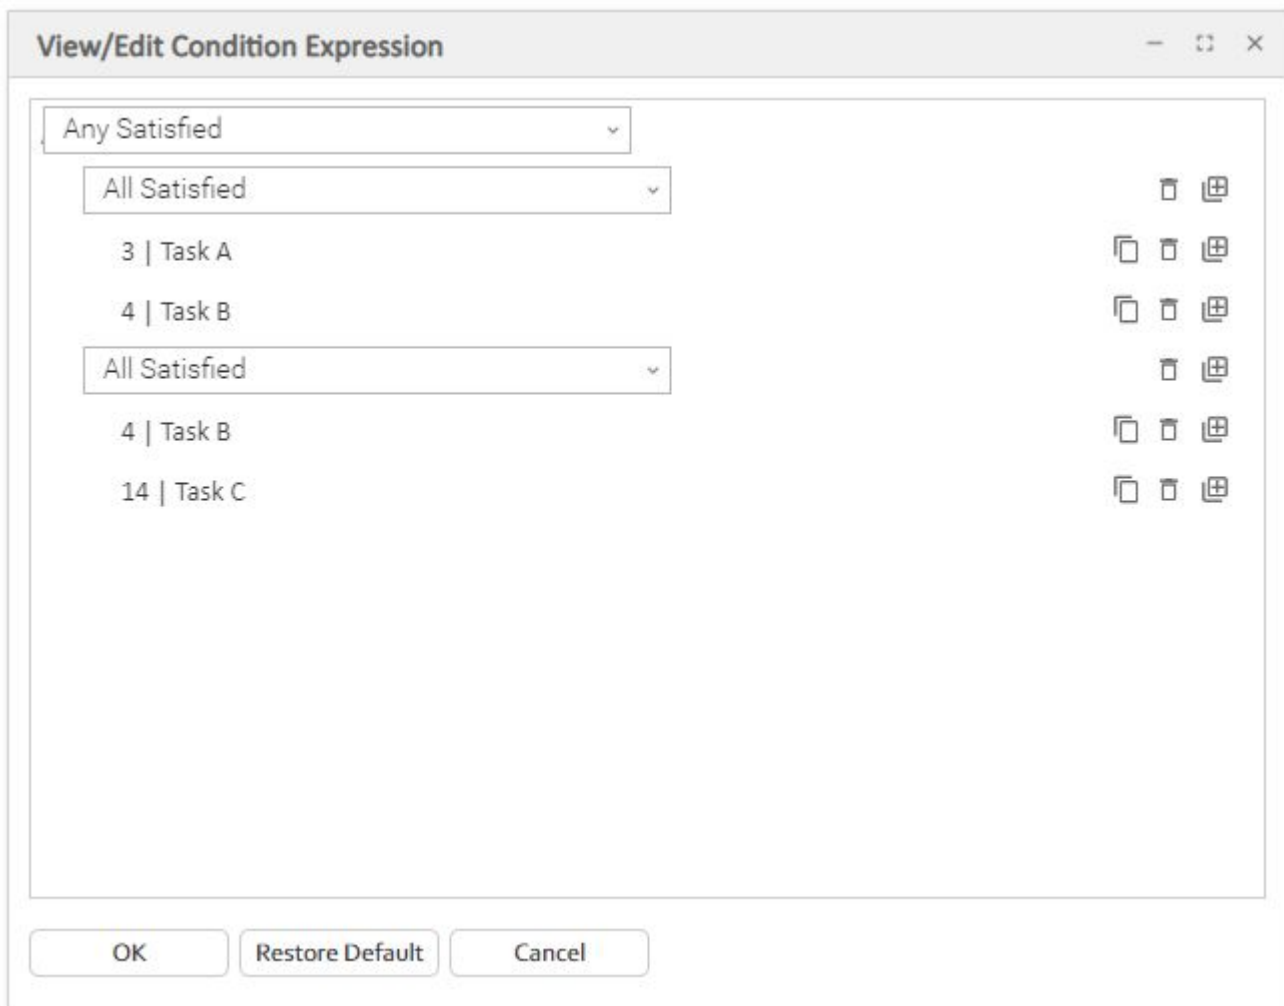 View/Edit Condition Expression
Any Satisfied
All Satisfied
3 | Task A
4 | Task B
All Satisfied
4 | Task B
14 | Task C
OK Restore Default Cancel